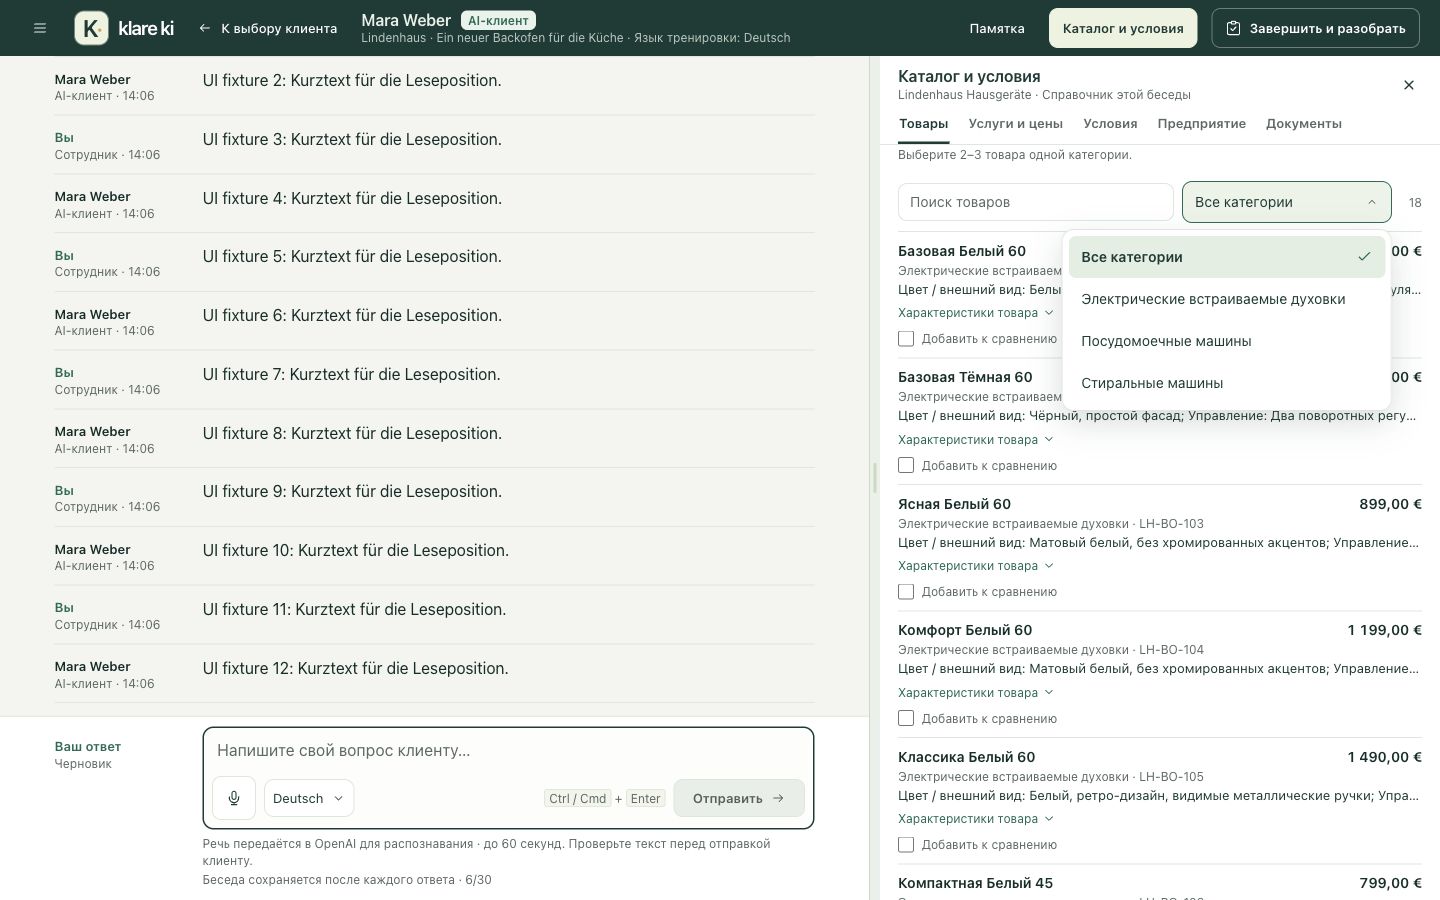 K
klare ki
← К выбору клиента
Mara Weber
AI-клиент
Lindenhaus · Ein neuer Backofen für die Küche · Язык тренировки: Deutsch
Памятка
Каталог и условия
Завершить и разобрать
Mara Weber
AI-клиент · 14:06
UI fixture 2: Kurztext für die Leseposition.
Вы
Сотрудник · 14:06
UI fixture 3: Kurztext für die Leseposition.
Mara Weber
AI-клиент · 14:06
UI fixture 4: Kurztext für die Leseposition.
Вы
Сотрудник · 14:06
UI fixture 5: Kurztext für die Leseposition.
Mara Weber
AI-клиент · 14:06
UI fixture 6: Kurztext für die Leseposition.
Вы
Сотрудник · 14:06
UI fixture 7: Kurztext für die Leseposition.
Mara Weber
AI-клиент · 14:06
UI fixture 8: Kurztext für die Leseposition.
Вы
Сотрудник · 14:06
UI fixture 9: Kurztext für die Leseposition.
Mara Weber
AI-клиент · 14:06
UI fixture 10: Kurztext für die Leseposition.
Вы
Сотрудник · 14:06
UI fixture 11: Kurztext für die Leseposition.
Mara Weber
AI-клиент · 14:06
UI fixture 12: Kurztext für die Leseposition.
Ваш ответ
Черновик
Напишите свой вопрос клиенту...
Deutsch
Ctrl / Cmd + Enter
Отправить →
Речь передаётся в OpenAI для распознавания · до 60 секунд. Проверьте текст перед отправкой
клиенту.
Беседа сохраняется после каждого ответа · 6/30
Каталог и условия
Lindenhaus Hausgeräte · Справочник этой беседы
Товары
Услуги и цены
Условия
Предприятие
Документы
Выберите 2–3 товара одной категории.
Поиск товаров
Все категории
18
Все категории
Электрические встраиваемые духовки
Посудомоечные машины
Стиральные машины
Базовая Белый 60
00 €
Электрические встраиваем
Цвет / внешний вид: Белы
уля...
Характеристики товара
Добавить к сравнению
Базовая Тёмная 60
00 €
Электрические встраиваем
Цвет / внешний вид: Чёрный, простой фасад; Управление: Два поворотных регу...
Характеристики товара
Добавить к сравнению
Ясная Белый 60
899,00 €
Электрические встраиваемые духовки · LH-BO-103
Цвет / внешний вид: Матовый белый, без хромированных акцентов; Управление...
Характеристики товара
Добавить к сравнению
Комфорт Белый 60
1 199,00 €
Электрические встраиваемые духовки · LH-BO-104
Цвет / внешний вид: Матовый белый, без хромированных акцентов; Управление...
Характеристики товара
Добавить к сравнению
Классика Белый 60
1 490,00 €
Электрические встраиваемые духовки · LH-BO-105
Цвет / внешний вид: Белый, ретро-дизайн, видимые металлические ручки; Упра...
Характеристики товара
Добавить к сравнению
Компактная Белый 45
799,00 €